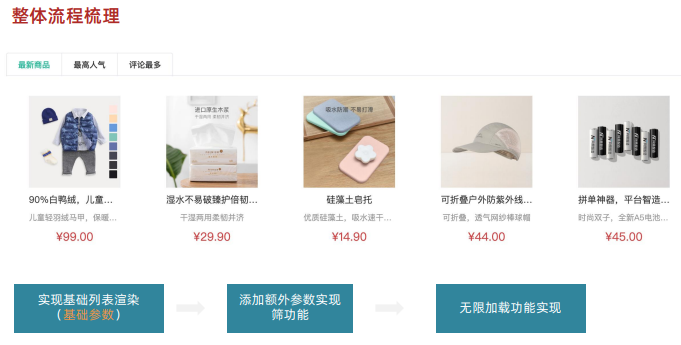 整体流程梳理
最新商品 最高人气 评论最多
进口原生木浆
干湿两用 柔韧细济
吸水防潮 不易打滑
90%白鸭绒，儿童...
湿水不易破臻护倍韧...
硅藻土皂托
可折叠户外防紫外线...
拼单神器，平台智造...
儿童轻羽绒马甲，保暖...
干湿两用柔韧并济
优质硅藻土，吸水速干...
可折叠，透气网纱棒球帽
时尚双子，全新A5电池...
¥99.00
¥29.90
¥14.90
¥44.00
¥45.00
实现基础列表渲染
（基础参数）
添加额外参数实现
筛功能
无限加载功能实现